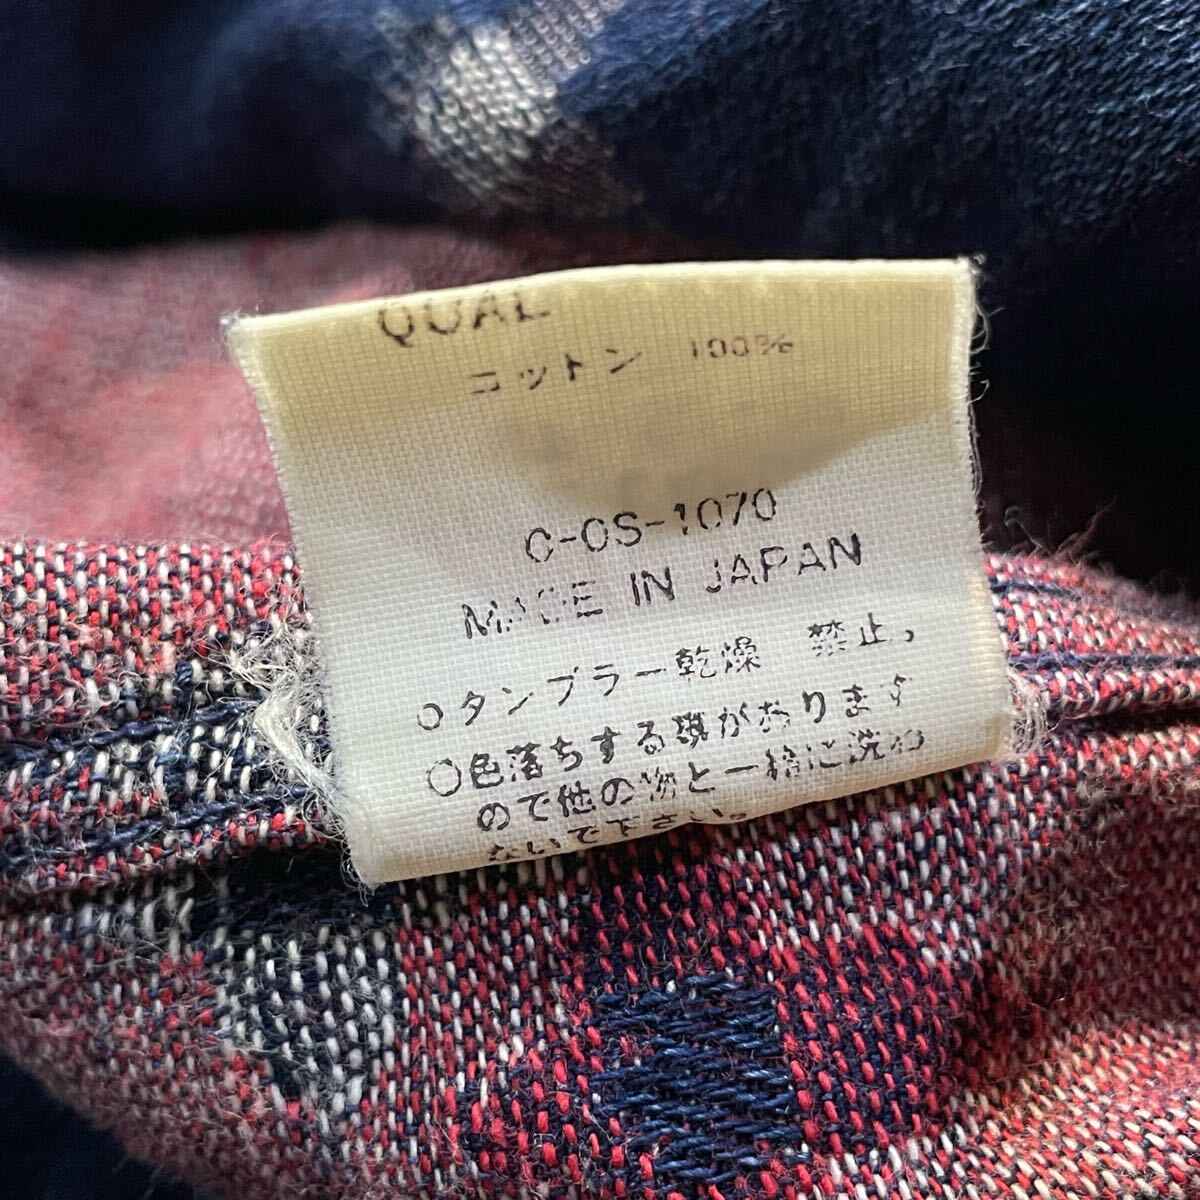 QUAL
コットン 100%
C-OS-1070
MADE IN JAPAN
○タンブラー乾燥 禁止。
○色落ちする事があります
ので他の物と一緒に洗わ
ないで下さい。